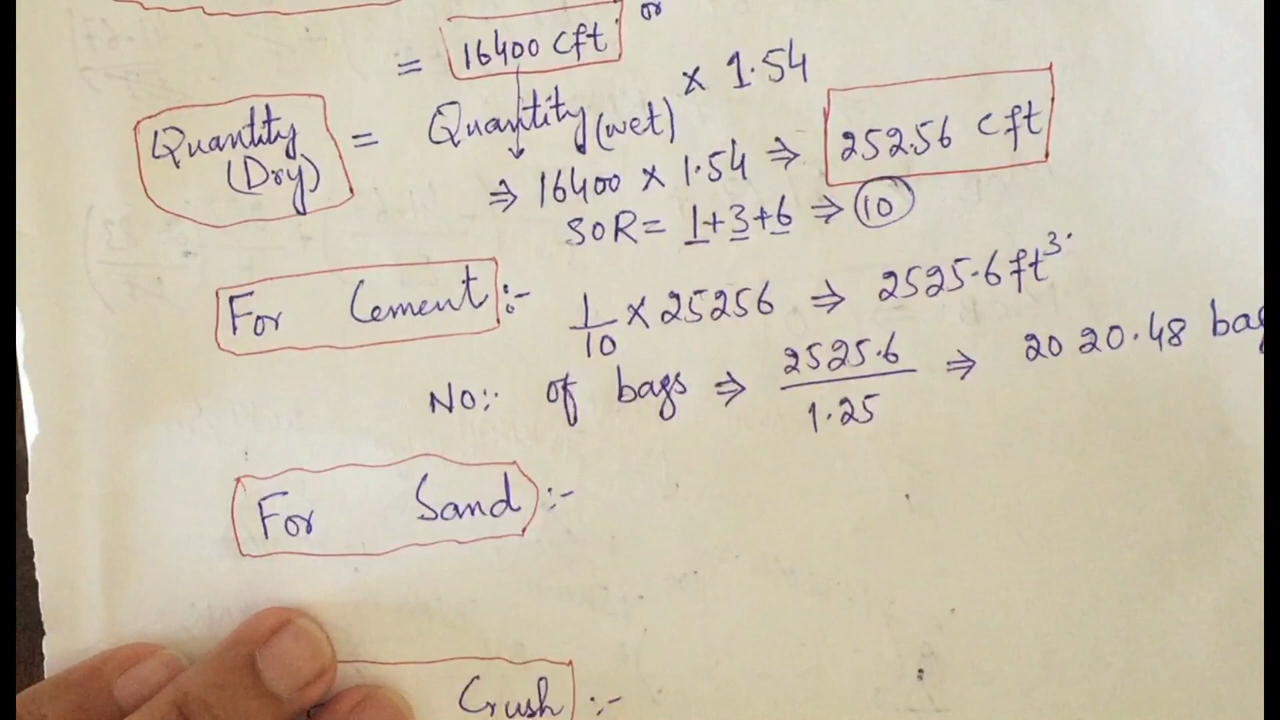 = 16400 Cft or
Quantity (Dry) = Quantity (wet) × 1.54
⇒ 16400 × 1.54 ⇒ 25256 Cft
SOR = 1+3+6 ⇒ 10
For Cement :- 1/10 × 25256 ⇒ 2525.6 ft³
No:. of bags ⇒ 2525.6/1.25 ⇒ 2020.48 bag
For Sand :-
Crush :-